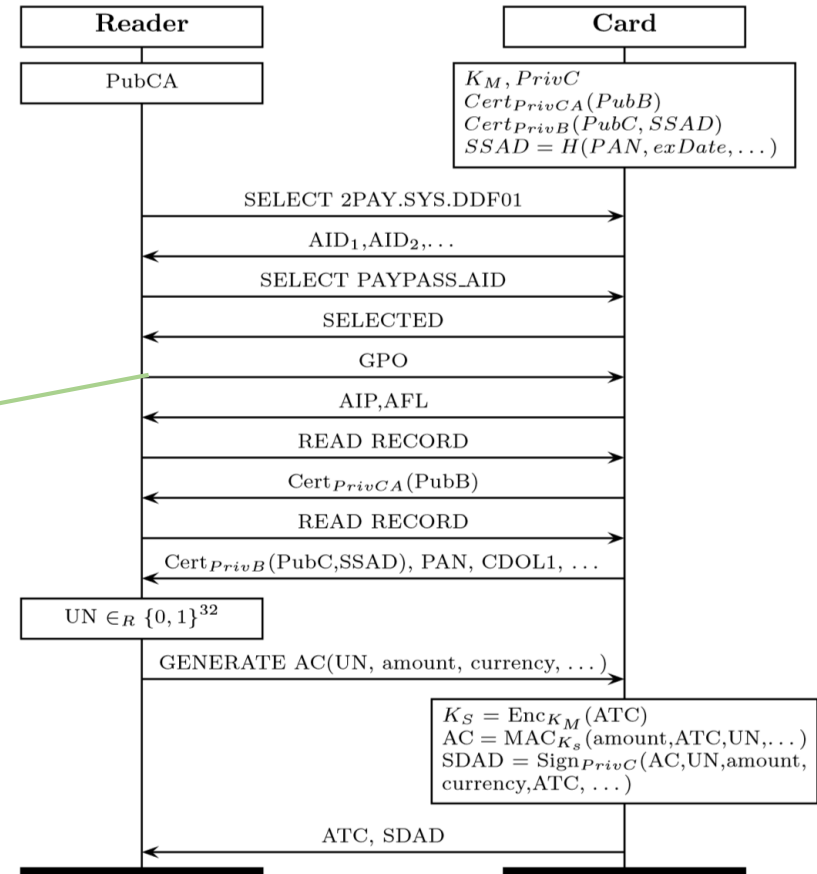 Reader
Card
PubCA
K_M, PrivC
Cert_PrivCA(PubB)
Cert_PrivB(PubC, SSAD)
SSAD = H(PAN, exDate, ...)
SELECT 2PAY.SYS.DDF01
AID₁,AID₂,...
SELECT PAYPASS_AID
SELECTED
GPO
AIP,AFL
READ RECORD
Cert_PrivCA(PubB)
READ RECORD
Cert_PrivB(PubC,SSAD), PAN, CDOL1, ...
UN ∈_R {0, 1}³²
GENERATE AC(UN, amount, currency, ...)
K_S = Enc_K_M(ATC)
AC = MAC_K_s(amount,ATC,UN,...)
SDAD = Sign_PrivC(AC,UN,amount,
currency,ATC, ...)
ATC, SDAD